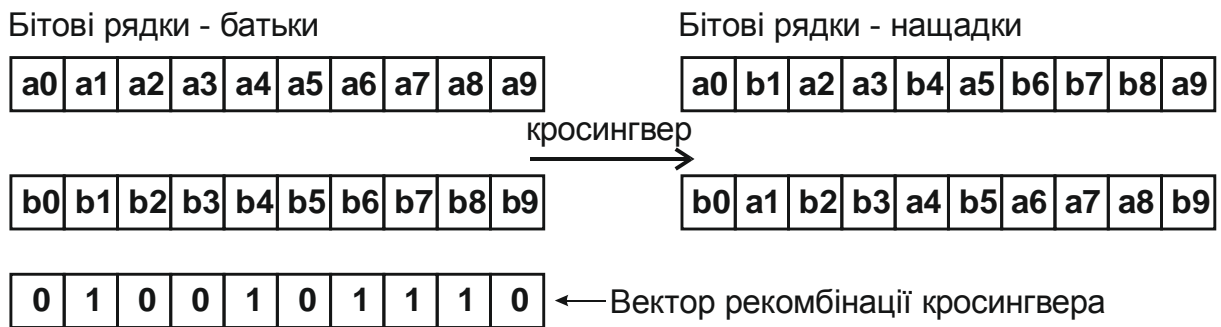 Бітові рядки - батьки Бітові рядки - нащадки
a0 a1 a2 a3 a4 a5 a6 a7 a8 a9 a0 b1 a2 a3 b4 a5 b6 b7 b8 a9
кросингвер
b0 b1 b2 b3 b4 b5 b6 b7 b8 b9 b0 a1 b2 b3 a4 b5 a6 a7 a8 b9
0 1 0 0 1 0 1 1 1 0 Вектор рекомбінації кросингвера